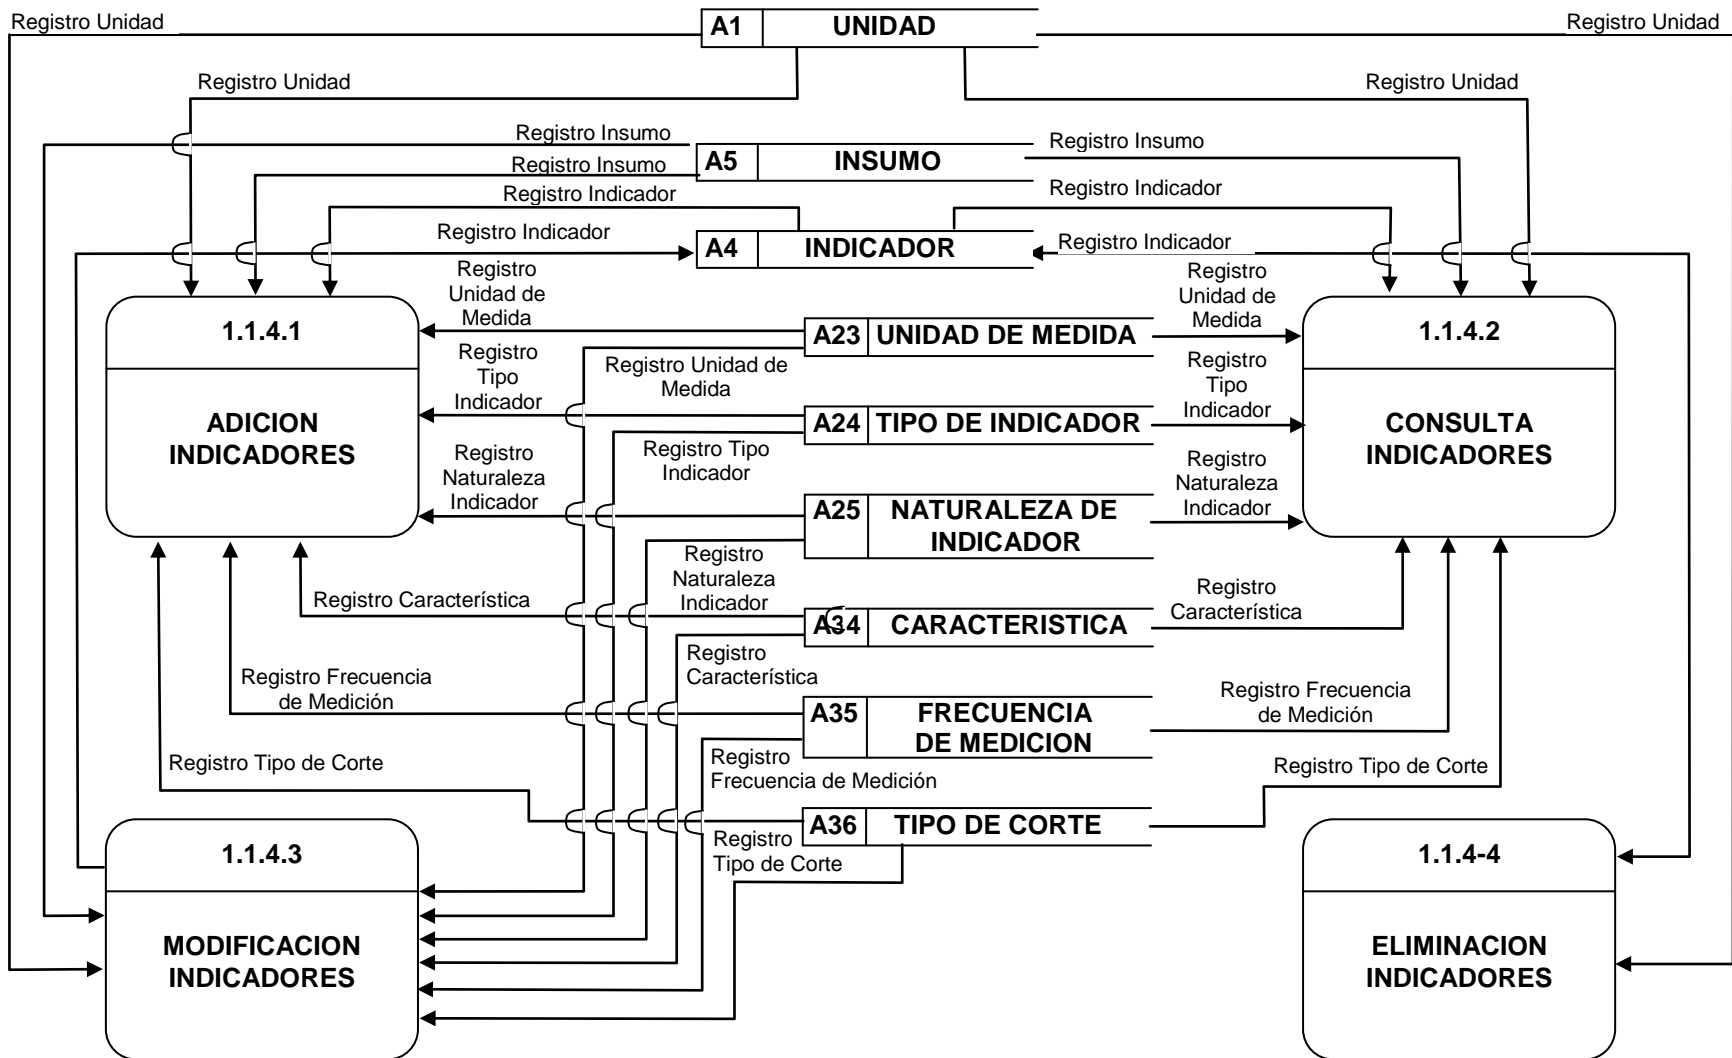 Registro Unidad
A1 UNIDAD
Registro Unidad
Registro Unidad
Registro Unidad
Registro Insumo
Registro Insumo
A5 INSUMO
Registro Insumo
Registro Indicador
Registro Indicador
Registro Indicador
A4 INDICADOR
Registro Indicador
Registro
Unidad de
Medida
Registro
Unidad de
Medida
1.1.4.1
A23 UNIDAD DE MEDIDA
1.1.4.2
Registro
Tipo
Indicador
Registro Unidad de
Medida
Registro
Tipo
Indicador
ADICION
INDICADORES
A24 TIPO DE INDICADOR
CONSULTA
INDICADORES
Registro
Naturaleza
Indicador
Registro Tipo
Indicador
Registro
Naturaleza
Indicador
A25 NATURALEZA DE
INDICADOR
Registro
Naturaleza
Indicador
Registro Característica
A34 CARACTERISTICA
Registro
Característica
Registro
Característica
Registro Frecuencia
de Medición
A35 FRECUENCIA
DE MEDICION
Registro Frecuencia
de Medición
Registro
Frecuencia de Medición
Registro Tipo de Corte
Registro Tipo de Corte
A36 TIPO DE CORTE
Registro
Tipo de Corte
1.1.4.3
1.1.4-4
MODIFICACION
INDICADORES
ELIMINACION
INDICADORES